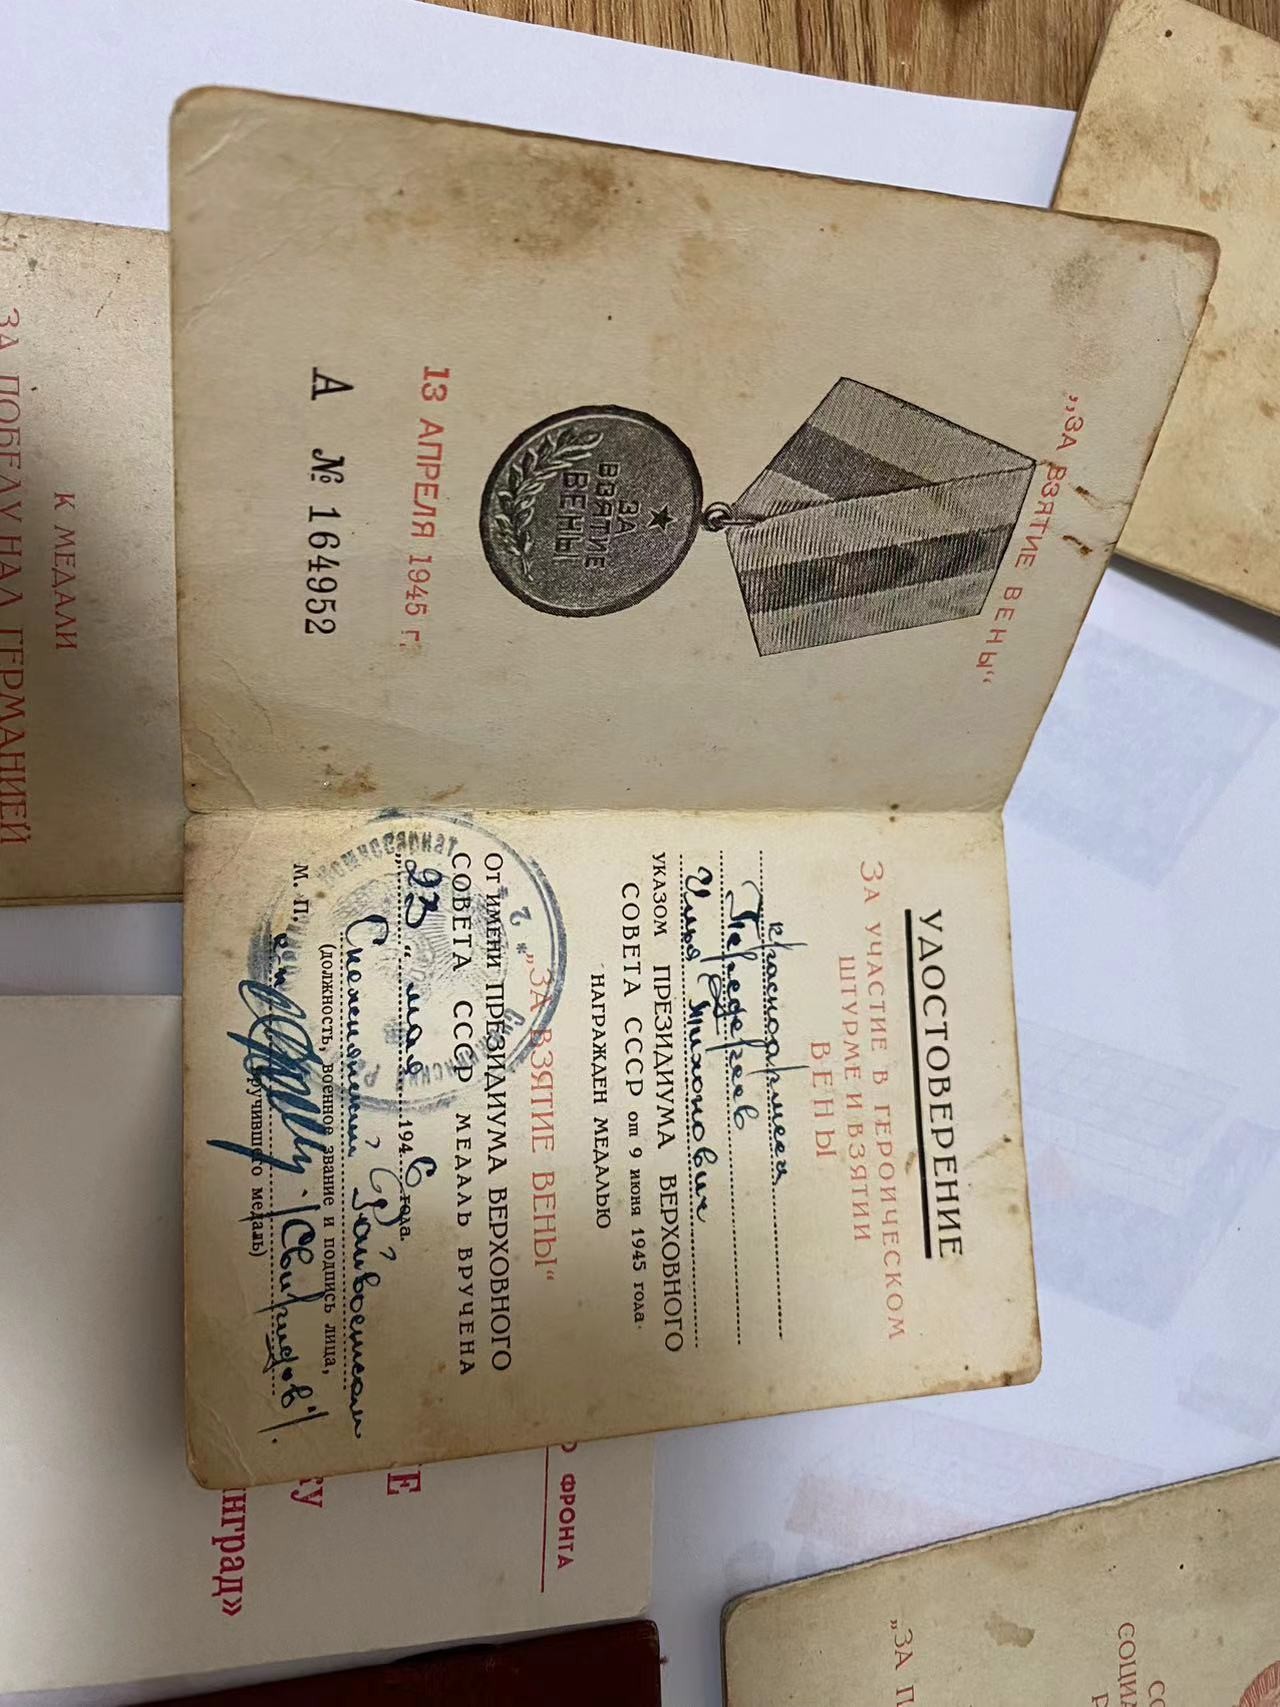 „ЗА ВЗЯТИЕ ВЕНЫ“
ЗА
ВЗЯТИЕ
ВЕНЫ
13 АПРЕЛЯ 1945 г.
А № 164952
УДОСТОВЕРЕНИЕ
ЗА УЧАСТИЕ В ГЕРОИЧЕСКОМ
ШТУРМЕ И ВЗЯТИИ
ВЕНЫ
красноармеец
Илья Тихонович
УКАЗОМ ПРЕЗИДИУМА ВЕРХОВНОГО
СОВЕТА СССР от 9 июня 1945 года
НАГРАЖДЕН МЕДАЛЬЮ
„ЗА ВЗЯТИЕ ВЕНЫ“
От ИМЕНИ ПРЕЗИДИУМА ВЕРХОВНОГО
СОВЕТА СССР МЕДАЛЬ ВРУЧЕНА
„23“ мая 1946 года.
Райвоенком
(должность, военное звание и подпись лица,
М. П.
вручившего медаль)
(Свиридов).
К МЕДАЛИ
ЗА ПОБЕДУ НАД ГЕРМАНИЕЙ
ФРОНТА
„ЗА П